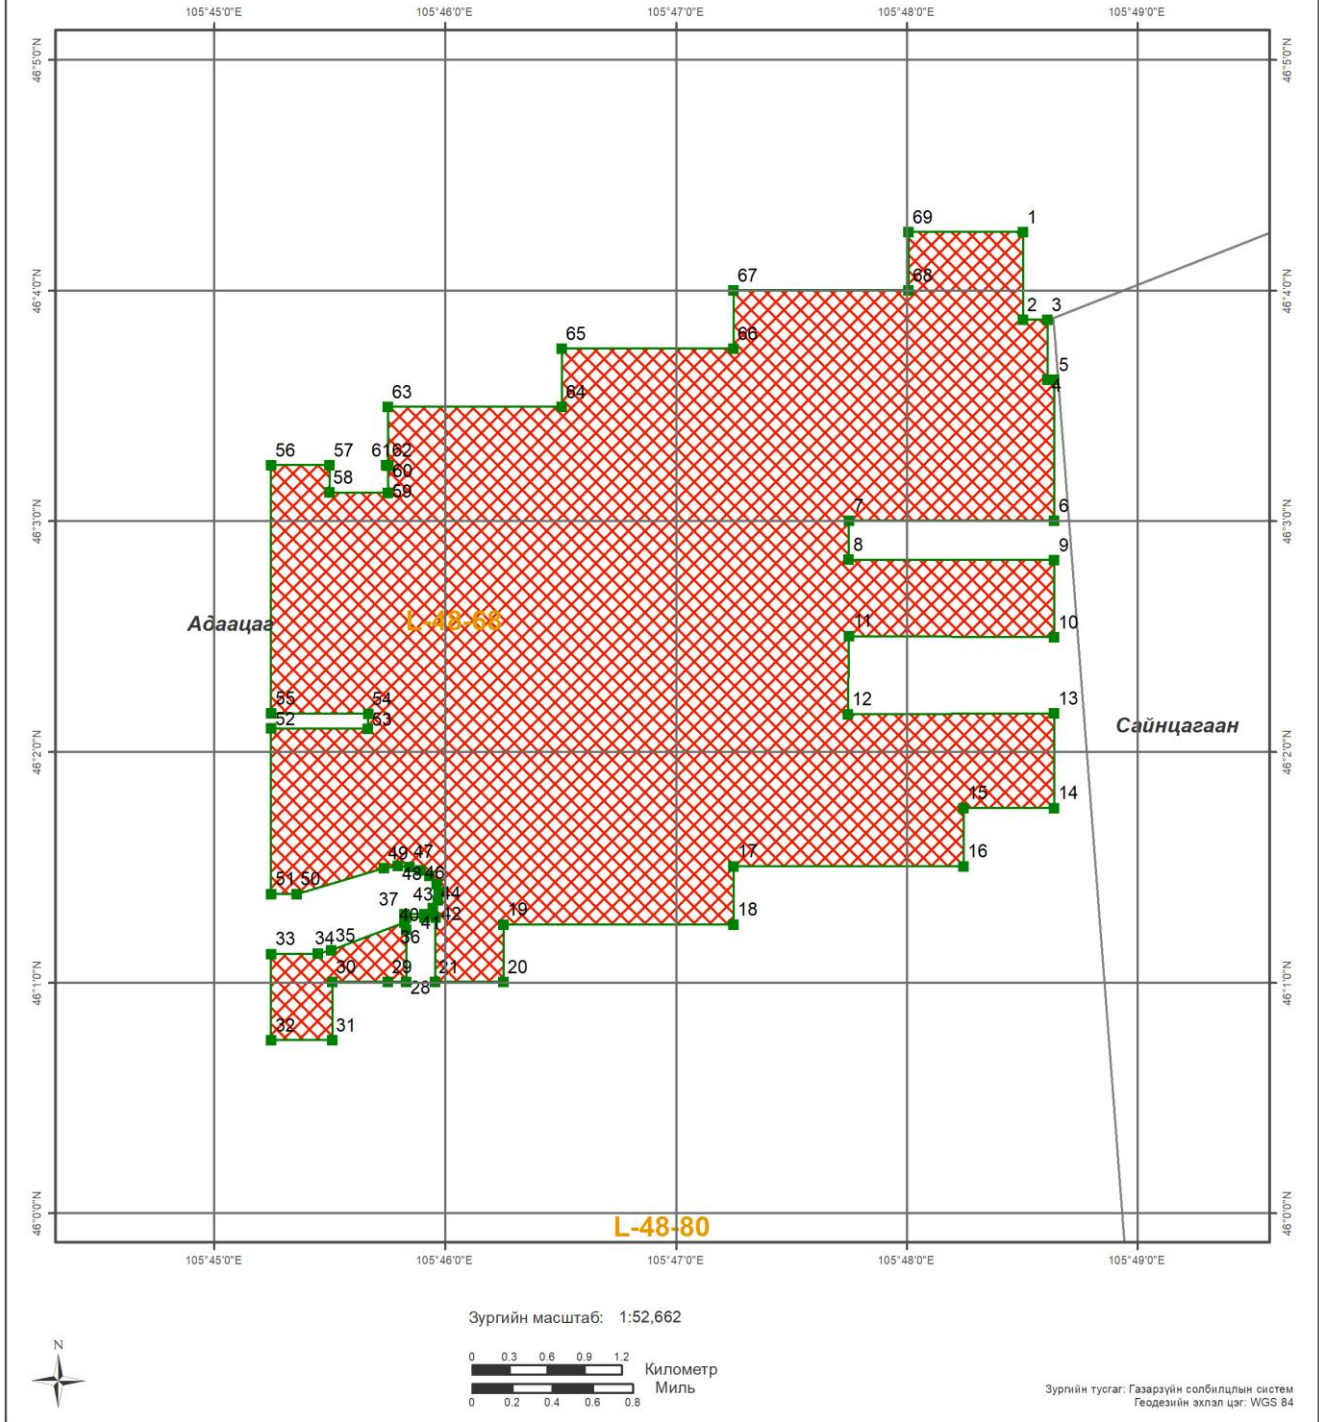 105°45'0"E 105°46'0"E 105°47'0"E 105°48'0"E 105°49'0"E
46°5'0"N 46°5'0"N
69 1
46°4'0"N 67 68 46°4'0"N
2 3
65 66
5
4
63 64
56 57 61 62
58 60
59
46°3'0"N 7 6 46°3'0"N
8 9
Адаацаг L-48-68 11 10
55 54 12 13
52 53 Сайнцагаан
46°2'0"N 46°2'0"N
15 14
49 47 17 16
51 50 48 46
37 43 44
40 42 19 18
41
33 34 35 36
46°1'0"N 30 29 21 20 46°1'0"N
28
32 31
46°0'0"N 46°0'0"N
L-48-80
105°45'0"E 105°46'0"E 105°47'0"E 105°48'0"E 105°49'0"E
Зургийн масштаб: 1:52,662
N
0 0.3 0.6 0.9 1.2
Километр
Миль
0 0.2 0.4 0.6 0.8
Зургийн тусгаг: Газарзүйн солбилцлын систем
Геодезийн эхлэл цэг: WGS 84